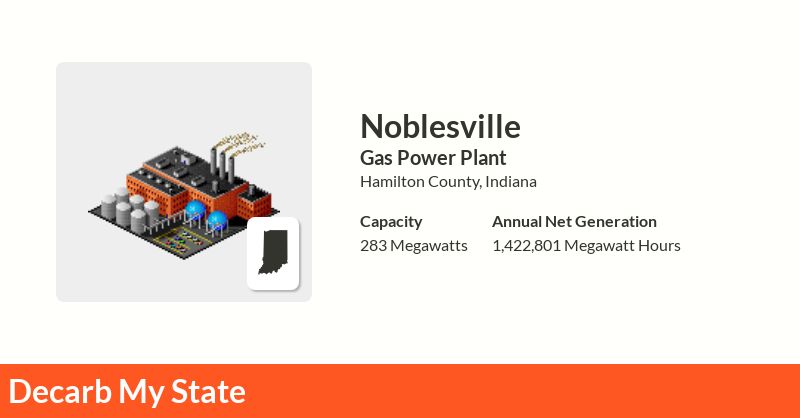 Noblesville
Gas Power Plant
Hamilton County, Indiana
Capacity
283 Megawatts
Annual Net Generation
1,422,801 Megawatt Hours
Decarb My State